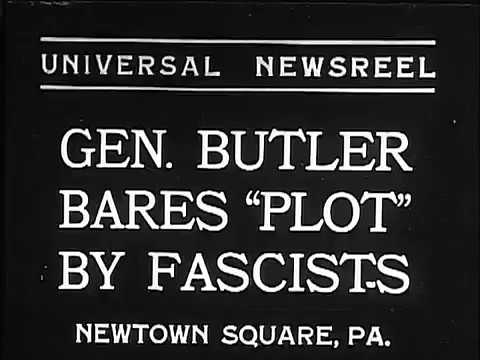 UNIVERSAL NEWSREEL
GEN. BUTLER
BARES "PLOT"
BY FASCISTS
NEWTOWN SQUARE, PA.